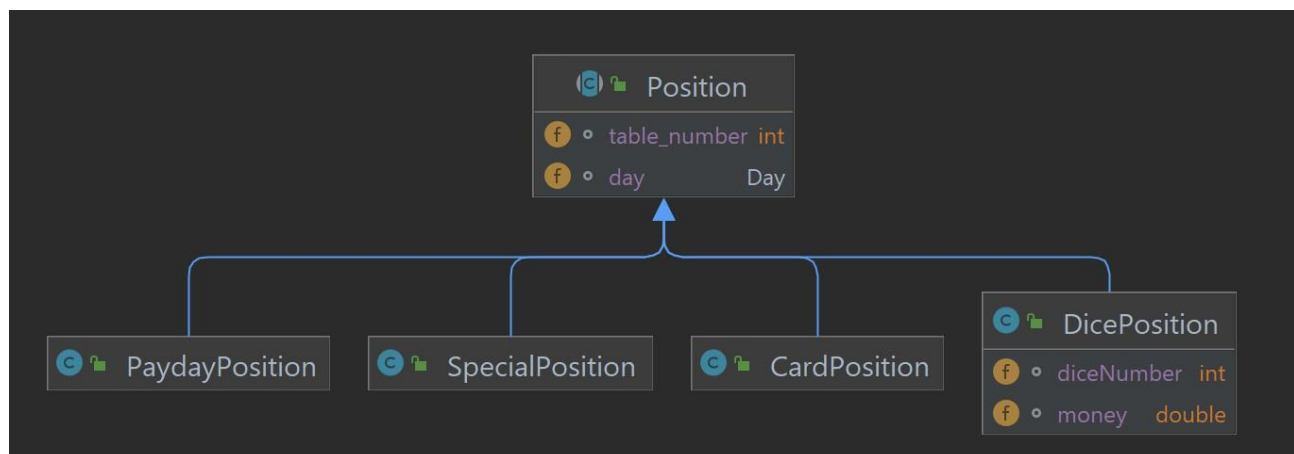 Position
table_number int
day Day
PaydayPosition
SpecialPosition
CardPosition
DicePosition
diceNumber int
money double